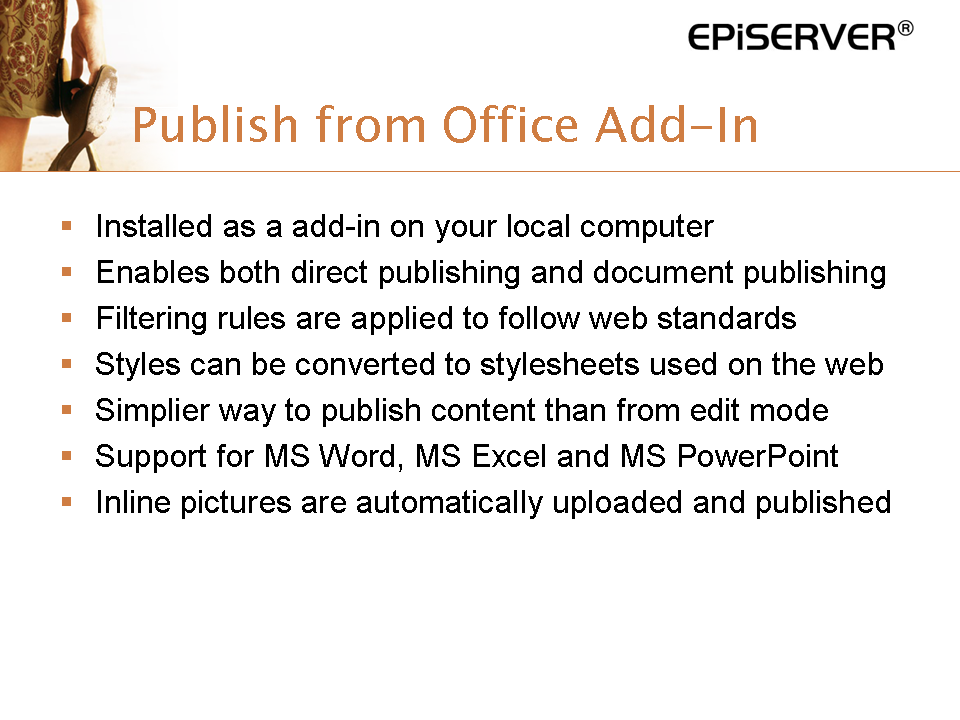 EPiSERVER®
Publish from Office Add-In
▪ Installed as a add-in on your local computer
▪ Enables both direct publishing and document publishing
▪ Filtering rules are applied to follow web standards
▪ Styles can be converted to stylesheets used on the web
▪ Simplier way to publish content than from edit mode
▪ Support for MS Word, MS Excel and MS PowerPoint
▪ Inline pictures are automatically uploaded and published